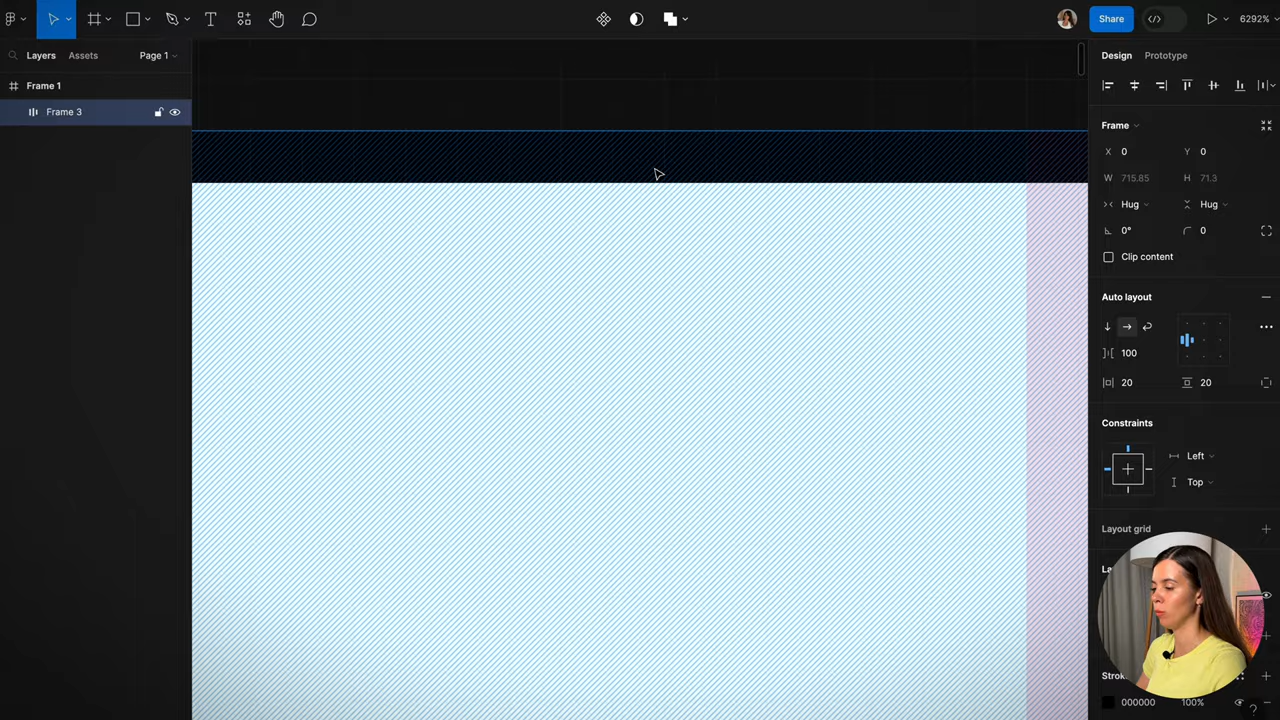 Share
6292%
Layers
Assets
Page 1
Design
Prototype
Frame 1
Frame 3
Frame
X
0
Y
0
W
715.85
H
71.3
Hug
Hug
0°
0
Clip content
Auto layout
100
20
20
Constraints
Left
Top
Layout grid
000000
100%
?